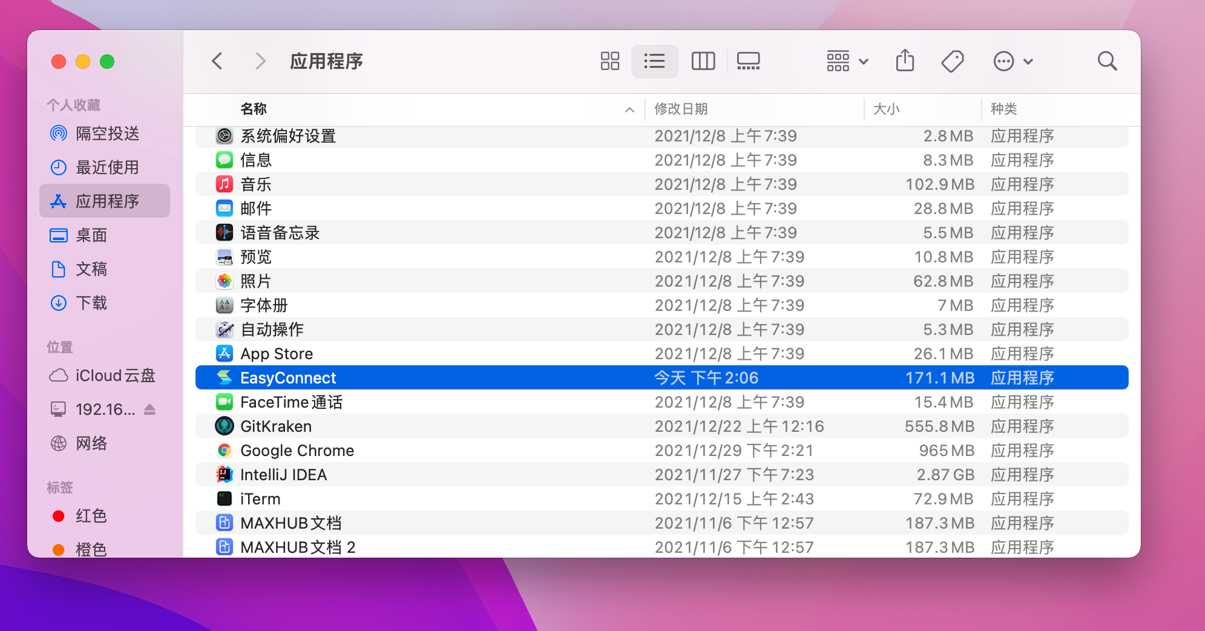 应用程序
个人收藏
隔空投送
最近使用
应用程序
桌面
文稿
下载
位置
iCloud云盘
192.16...
网络
标签
红色
橙色
名称 修改日期 大小 种类
系统偏好设置 2021/12/8 上午7:39 2.8 MB 应用程序
信息 2021/12/8 上午7:39 8.3 MB 应用程序
音乐 2021/12/8 上午7:39 102.9 MB 应用程序
邮件 2021/12/8 上午7:39 28.8 MB 应用程序
语音备忘录 2021/12/8 上午7:39 5.5 MB 应用程序
预览 2021/12/8 上午7:39 10.8 MB 应用程序
照片 2021/12/8 上午7:39 62.8 MB 应用程序
字体册 2021/12/8 上午7:39 7 MB 应用程序
自动操作 2021/12/8 上午7:39 5.3 MB 应用程序
App Store 2021/12/8 上午7:39 26.1 MB 应用程序
EasyConnect 今天 下午2:06 171.1 MB 应用程序
FaceTime通话 2021/12/8 上午7:39 15.4 MB 应用程序
GitKraken 2021/12/22 上午12:16 555.8 MB 应用程序
Google Chrome 2021/12/29 下午2:21 965 MB 应用程序
IntelliJ IDEA 2021/11/27 下午7:23 2.87 GB 应用程序
iTerm 2021/12/15 上午2:43 72.9 MB 应用程序
MAXHUB文档 2021/11/6 下午12:57 187.3 MB 应用程序
MAXHUB文档 2 2021/11/6 下午12:57 187.3 MB 应用程序